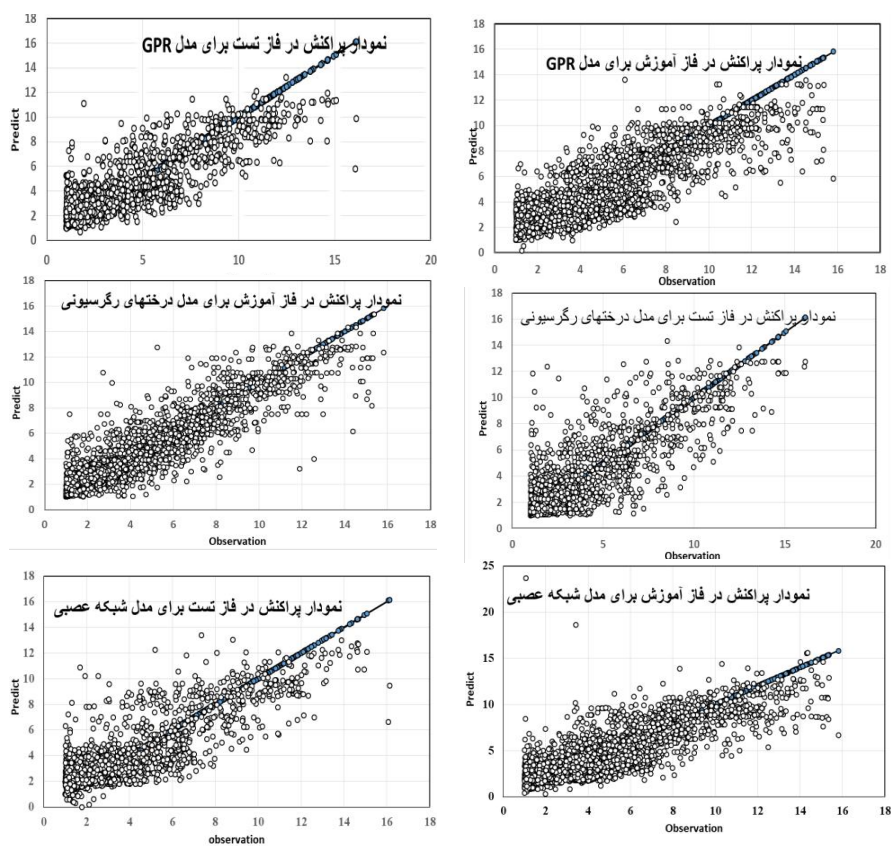 نمودار پراکنش در فاز تست برای مدل GPR
18
16
14
12
10
8
6
4
2
0
Predict
0 5 10 15 20
نمودار پراکنش در فاز آموزش برای مدل GPR
18
16
14
12
10
8
6
4
2
0
Predict
0 2 4 6 8 10 12 14 16 18
Observation
نمودار پراکنش در فاز آموزش برای مدل درختهای رگرسیونی
18
16
14
12
10
8
6
4
2
0
Predict
0 2 4 6 8 10 12 14 16 18
Observation
نمودار پراکنش در فاز تست برای مدل درختهای رگرسیونی
18
16
14
12
10
8
6
4
2
0
Predict
0 5 10 15 20
Observation
نمودار پراکنش در فاز تست برای مدل شبکه عصبی
18
16
14
12
10
8
6
4
2
0
Predict
0 2 4 6 8 10 12 14 16 18
observation
نمودار پراکنش در فاز آموزش برای مدل شبکه عصبی
25
20
15
10
5
0
Predict
0 2 4 6 8 10 12 14 16 18
Observation